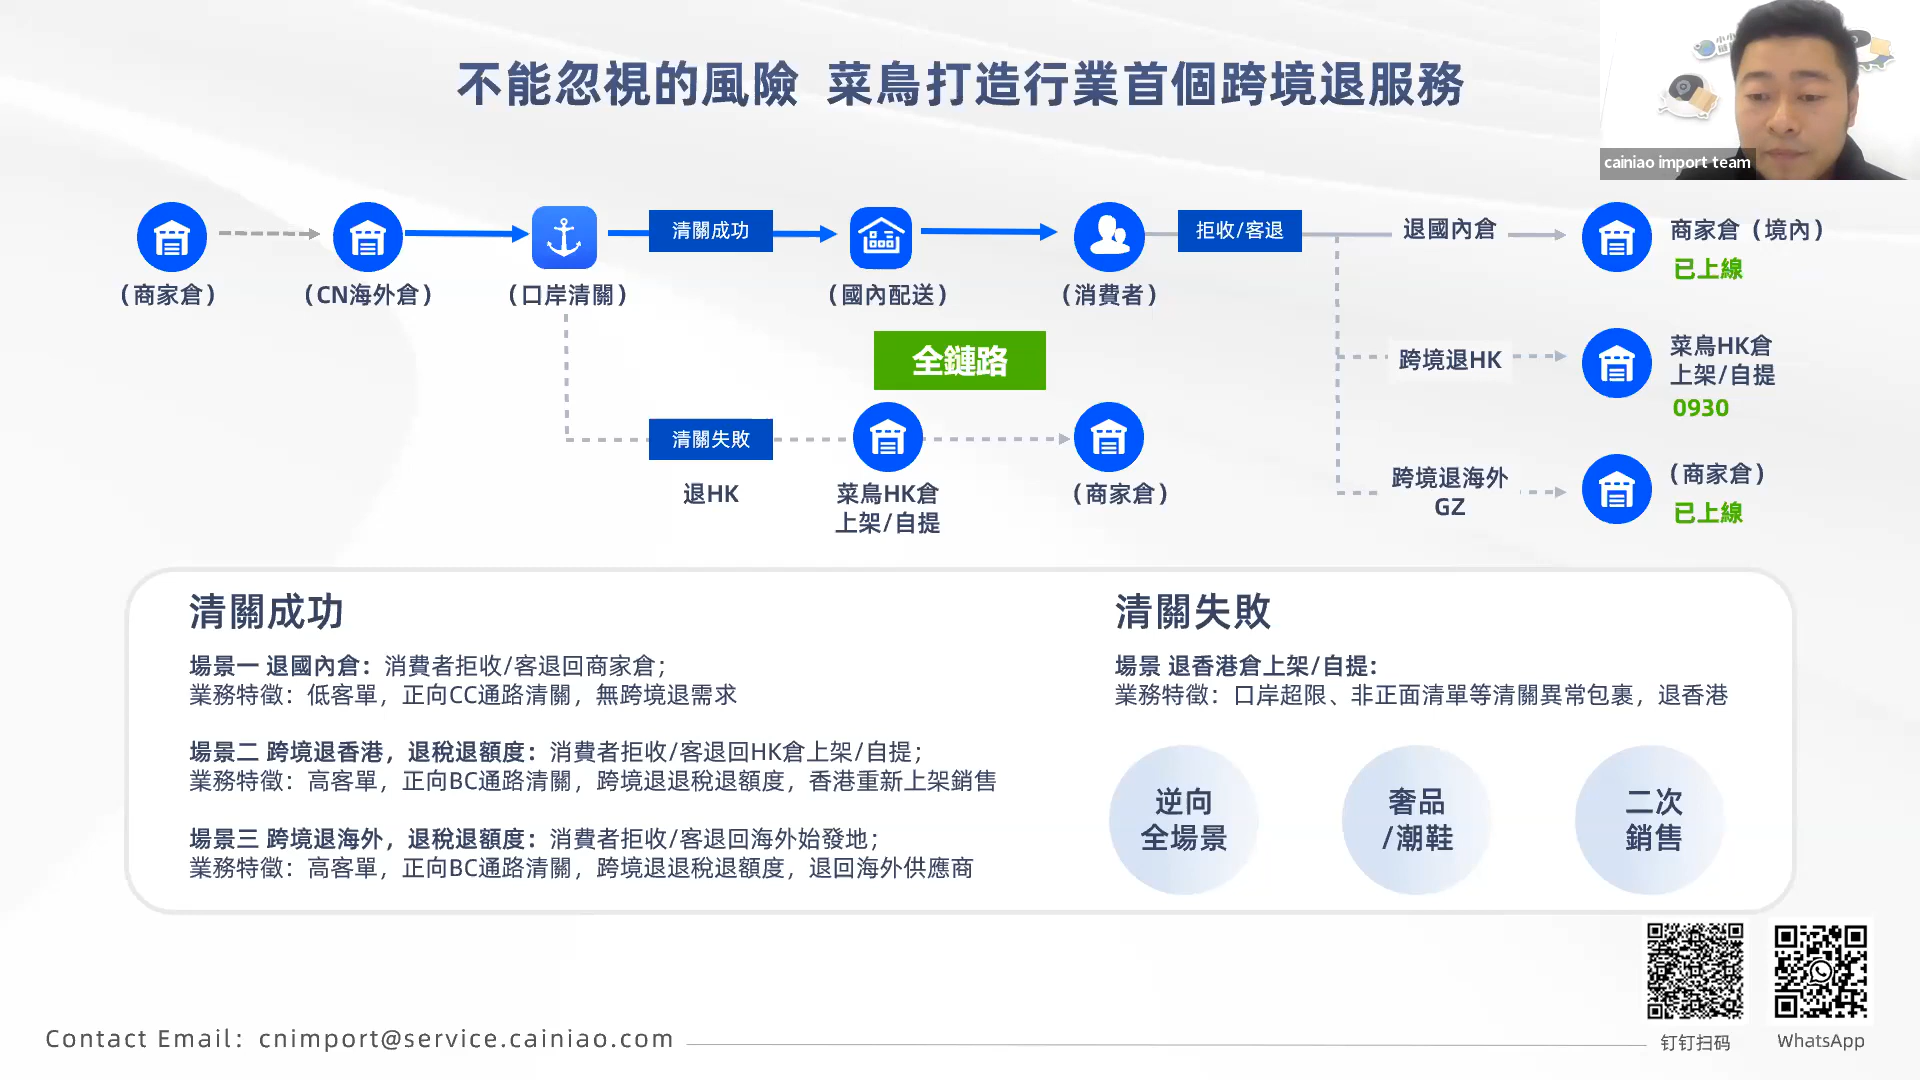 不能忽視的風險 菜鳥打造行業首個跨境退服務
cainiao import team
清關成功
拒收/客退
退國內倉
商家倉（境內）
已上線
（商家倉）
（CN海外倉）
（口岸清關）
（國內配送）
（消費者）
全鏈路
跨境退HK
菜鳥HK倉
上架/自提
0930
清關失敗
退HK
菜鳥HK倉
上架/自提
（商家倉）
跨境退海外
GZ
（商家倉）
已上線
清關成功
場景一 退國內倉：消費者拒收/客退回商家倉；
業務特徵：低客單，正向CC通路清關，無跨境退需求
場景二 跨境退香港，退稅退額度：消費者拒收/客退回HK倉上架/自提；
業務特徵：高客單，正向BC通路清關，跨境退退稅退額度，香港重新上架銷售
場景三 跨境退海外，退稅退額度：消費者拒收/客退回海外始發地；
業務特徵：高客單，正向BC通路清關，跨境退退稅退額度，退回海外供應商
清關失敗
場景 退香港倉上架/自提：
業務特徵：口岸超限、非正面清單等清關異常包裹，退香港
逆向
全場景
奢品
/潮鞋
二次
銷售
Contact Email：cnimport@service.cainiao.com
钉钉扫码
WhatsApp